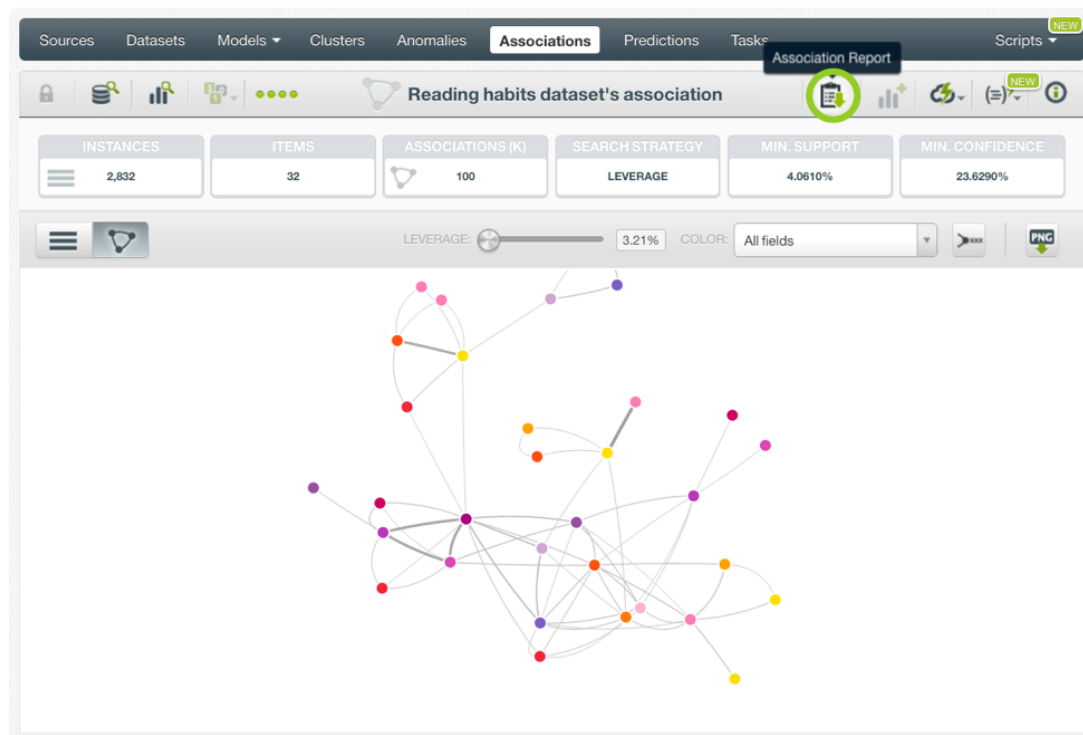 NEW
Sources Datasets Models Clusters Anomalies Associations Predictions Tasks Scripts
Association Report
Reading habits dataset's association
NEW
INSTANCES ITEMS ASSOCIATIONS (K) SEARCH STRATEGY MIN. SUPPORT MIN. CONFIDENCE
2,832 32 100 LEVERAGE 4.0610% 23.6290%
LEVERAGE: 3.21% COLOR: All fields XXX PNG